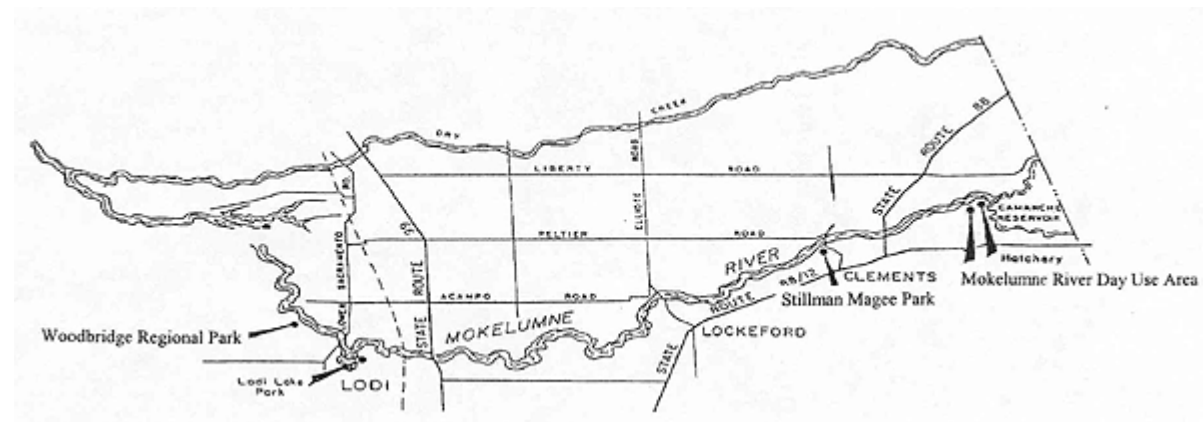 DRY
CREEK
ROUTE
88
LIBERTY
ROAD
ELLIOTT
ROAD
RD.
99
STATE
CAMANCHE
RESERVOIR
PELTIER
ROAD
RIVER
Hatchery
Mokelumne River Day Use Area
LOWER
SACRAMENTO
STATE
ROUTE
ACAMPO
ROAD
ROUTE
88/12
CLEMENTS
Stillman Magee Park
MOKELUMNE
LOCKEFORD
STATE
Woodbridge Regional Park
Lodi Lake
Park
LODI